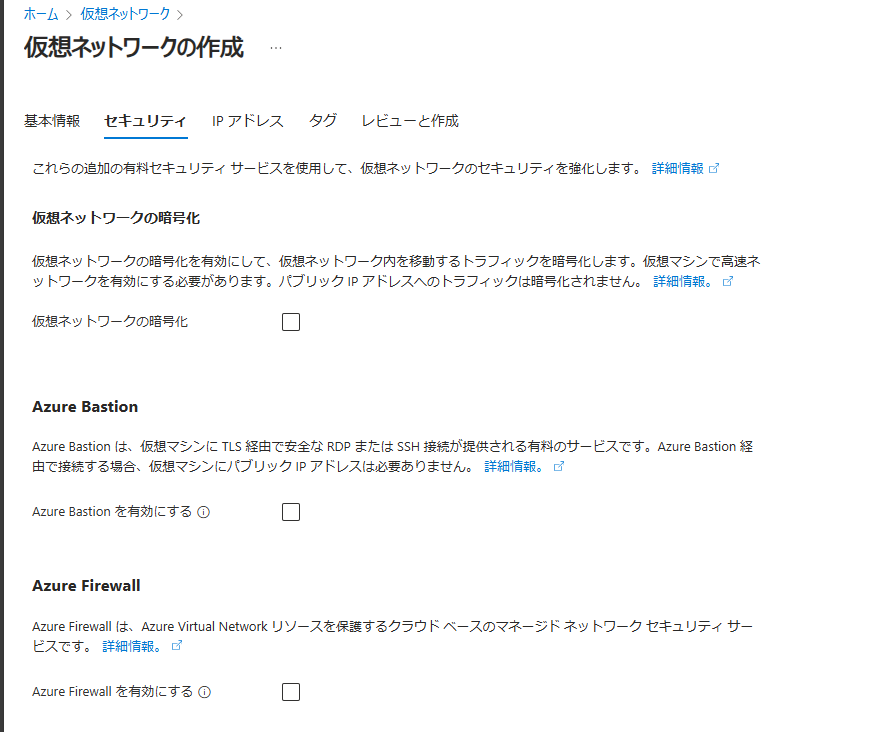 ホーム > 仮想ネットワーク >
仮想ネットワークの作成 …
基本情報 セキュリティ IP アドレス タグ レビューと作成
これらの追加の有料セキュリティ サービスを使用して、仮想ネットワークのセキュリティを強化します。 詳細情報
仮想ネットワークの暗号化
仮想ネットワークの暗号化を有効にして、仮想ネットワーク内を移動するトラフィックを暗号化します。仮想マシンで高速ネ
ットワークを有効にする必要があります。パブリック IP アドレスへのトラフィックは暗号化されません。 詳細情報。
仮想ネットワークの暗号化
Azure Bastion
Azure Bastion は、仮想マシンに TLS 経由で安全な RDP または SSH 接続が提供される有料のサービスです。Azure Bastion 経
由で接続する場合、仮想マシンにパブリック IP アドレスは必要ありません。 詳細情報。
Azure Bastion を有効にする
Azure Firewall
Azure Firewall は、Azure Virtual Network リソースを保護するクラウド ベースのマネージド ネットワーク セキュリティ サー
ビスです。 詳細情報。
Azure Firewall を有効にする